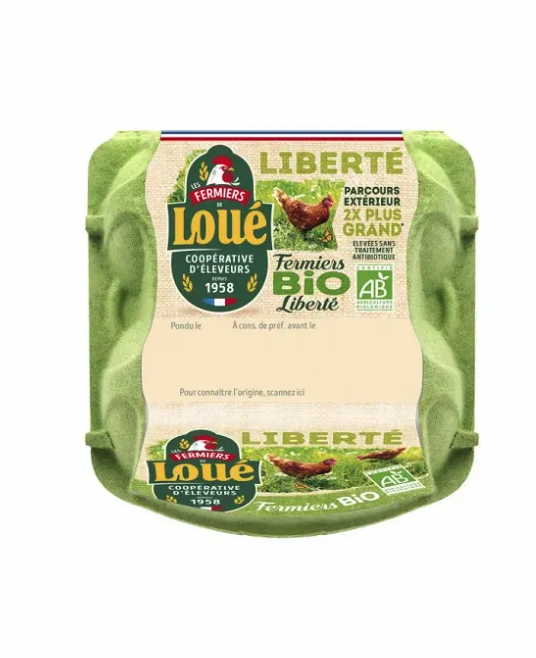 LIBERTÉ
LES
FERMIERS
DE
Loué
COOPÉRATIVE
D'ÉLEVEURS
DEPUIS
1958
PARCOURS
EXTÉRIEUR
2X PLUS
GRAND*
ELEVÉES SANS
TRAITEMENT
ANTIBIOTIQUE
Fermiers
BiO
Liberté
CERTIFIÉ
AB
AGRICULTURE
BIOLOGIQUE
Pondu le
À cons. de préf. avant le
Pour connaître l'origine, scannez ici
LIBERTÉ
LES
FERMIERS
DE
Loué
COOPÉRATIVE
D'ÉLEVEURS
DEPUIS
1958
Fermiers BiO
AB